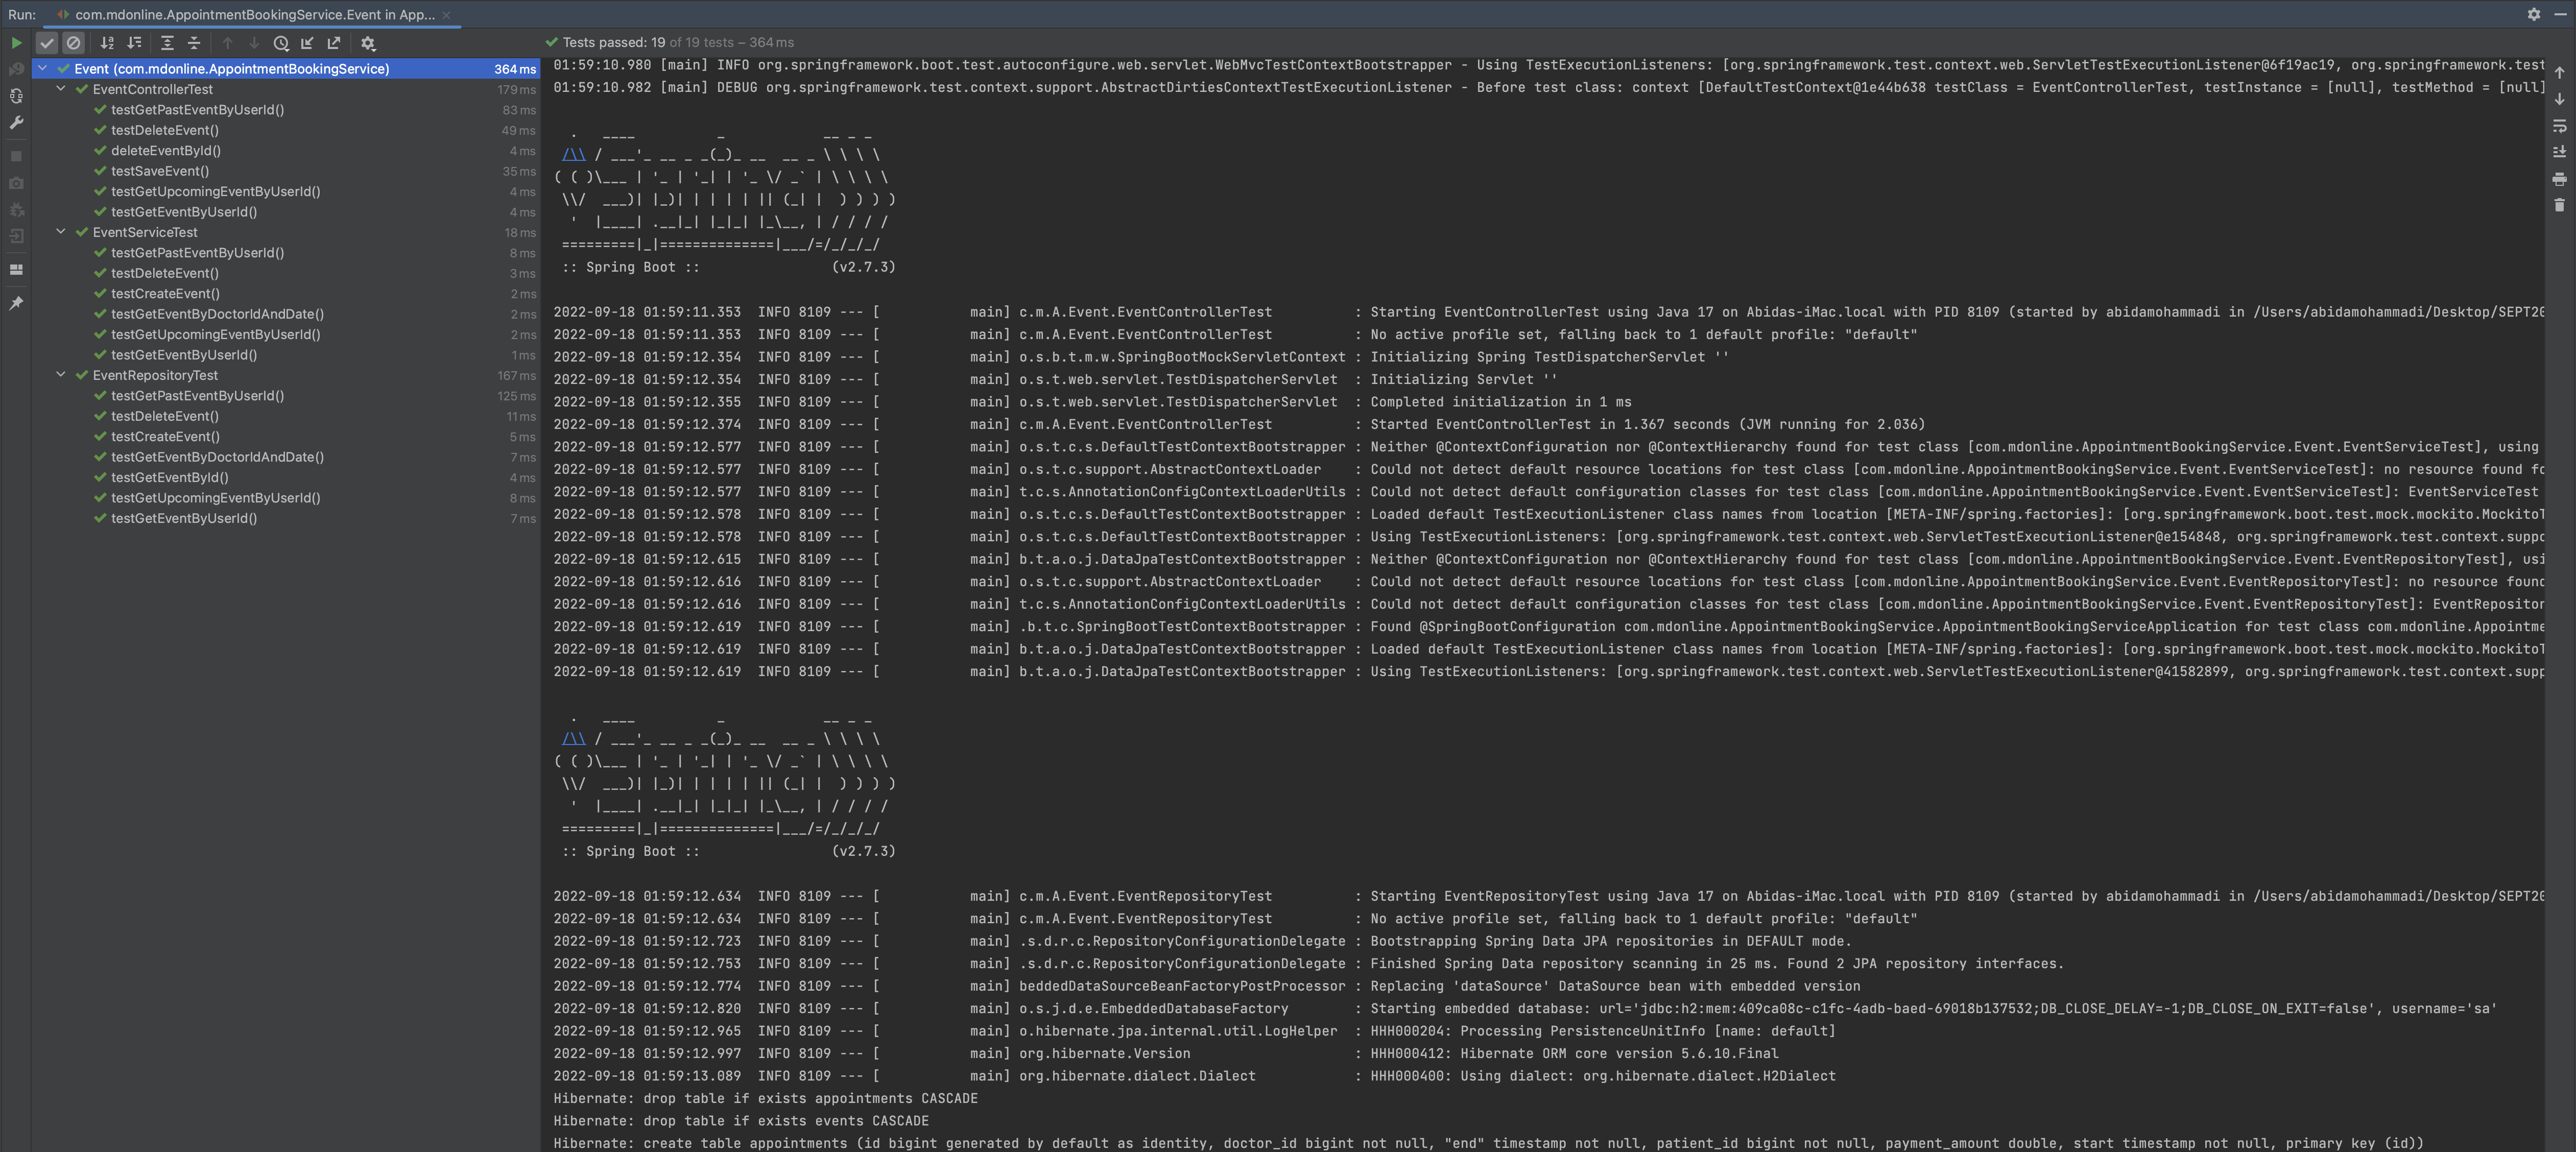 Run: com.mdonline.AppointmentBookingService.Event in App...
Tests passed: 19 of 19 tests – 364 ms
Event (com.mdonline.AppointmentBookingService) 364 ms
EventControllerTest 179 ms
testGetPastEventByUserId() 83 ms
testDeleteEvent() 49 ms
deleteEventById() 4 ms
testSaveEvent() 35 ms
testGetUpcomingEventByUserId() 4 ms
testGetEventByUserId() 4 ms
EventServiceTest 18 ms
testGetPastEventByUserId() 8 ms
testDeleteEvent() 3 ms
testCreateEvent() 2 ms
testGetEventByDoctorIdAndDate() 2 ms
testGetUpcomingEventByUserId() 2 ms
testGetEventByUserId() 1 ms
EventRepositoryTest 167 ms
testGetPastEventByUserId() 125 ms
testDeleteEvent() 11 ms
testCreateEvent() 5 ms
testGetEventByDoctorIdAndDate() 7 ms
testGetEventById() 4 ms
testGetUpcomingEventByUserId() 8 ms
testGetEventByUserId() 7 ms
01:59:10.980 [main] INFO org.springframework.boot.test.autoconfigure.web.servlet.WebMvcTestContextBootstrapper - Using TestExecutionListeners: [org.springframework.test.context.web.ServletTestExecutionListener@6f19ac19, org.springframework.test
01:59:10.982 [main] DEBUG org.springframework.test.context.support.AbstractDirtiesContextTestExecutionListener - Before test class: context [DefaultTestContext@1e44b638 testClass = EventControllerTest, testInstance = [null], testMethod = [null]
  .   ____          _            __ _ _
 /\\ / ___'_ __ _ _(_)_ __  __ _ \ \ \ \
( ( )\___ | '_ | '_| | '_ \/ _` | \ \ \ \
 \\/  ___)| |_)| | | | | || (_| |  ) ) ) )
  '  |____| .__|_| |_|_| |_\__, | / / / /
 =========|_|==============|___/=/_/_/_/
 :: Spring Boot ::                (v2.7.3)
2022-09-18 01:59:11.353  INFO 8109 --- [           main] c.m.A.Event.EventControllerTest          : Starting EventControllerTest using Java 17 on Abidas-iMac.local with PID 8109 (started by abidamohammadi in /Users/abidamohammadi/Desktop/SEPT20
2022-09-18 01:59:11.353  INFO 8109 --- [           main] c.m.A.Event.EventControllerTest          : No active profile set, falling back to 1 default profile: "default"
2022-09-18 01:59:12.354  INFO 8109 --- [           main] o.s.b.t.m.w.SpringBootMockServletContext : Initializing Spring TestDispatcherServlet ''
2022-09-18 01:59:12.354  INFO 8109 --- [           main] o.s.t.web.servlet.TestDispatcherServlet  : Initializing Servlet ''
2022-09-18 01:59:12.355  INFO 8109 --- [           main] o.s.t.web.servlet.TestDispatcherServlet  : Completed initialization in 1 ms
2022-09-18 01:59:12.374  INFO 8109 --- [           main] c.m.A.Event.EventControllerTest          : Started EventControllerTest in 1.367 seconds (JVM running for 2.036)
2022-09-18 01:59:12.577  INFO 8109 --- [           main] o.s.t.c.s.DefaultTestContextBootstrapper : Neither @ContextConfiguration nor @ContextHierarchy found for test class [com.mdonline.AppointmentBookingService.Event.EventServiceTest], using
2022-09-18 01:59:12.577  INFO 8109 --- [           main] o.s.t.c.support.AbstractContextLoader    : Could not detect default resource locations for test class [com.mdonline.AppointmentBookingService.Event.EventServiceTest]: no resource found fo
2022-09-18 01:59:12.577  INFO 8109 --- [           main] t.c.s.AnnotationConfigContextLoaderUtils : Could not detect default configuration classes for test class [com.mdonline.AppointmentBookingService.Event.EventServiceTest]: EventServiceTest
2022-09-18 01:59:12.578  INFO 8109 --- [           main] o.s.t.c.s.DefaultTestContextBootstrapper : Loaded default TestExecutionListener class names from location [META-INF/spring.factories]: [org.springframework.boot.test.mock.mockito.MockitoT
2022-09-18 01:59:12.578  INFO 8109 --- [           main] o.s.t.c.s.DefaultTestContextBootstrapper : Using TestExecutionListeners: [org.springframework.test.context.web.ServletTestExecutionListener@e154848, org.springframework.test.context.suppo
2022-09-18 01:59:12.615  INFO 8109 --- [           main] b.t.a.o.j.DataJpaTestContextBootstrapper : Neither @ContextConfiguration nor @ContextHierarchy found for test class [com.mdonline.AppointmentBookingService.Event.EventRepositoryTest], usi
2022-09-18 01:59:12.616  INFO 8109 --- [           main] o.s.t.c.support.AbstractContextLoader    : Could not detect default resource locations for test class [com.mdonline.AppointmentBookingService.Event.EventRepositoryTest]: no resource found
2022-09-18 01:59:12.616  INFO 8109 --- [           main] t.c.s.AnnotationConfigContextLoaderUtils : Could not detect default configuration classes for test class [com.mdonline.AppointmentBookingService.Event.EventRepositoryTest]: EventRepositor
2022-09-18 01:59:12.619  INFO 8109 --- [           main] .b.t.c.SpringBootTestContextBootstrapper : Found @SpringBootConfiguration com.mdonline.AppointmentBookingService.AppointmentBookingServiceApplication for test class com.mdonline.Appointme
2022-09-18 01:59:12.619  INFO 8109 --- [           main] b.t.a.o.j.DataJpaTestContextBootstrapper : Loaded default TestExecutionListener class names from location [META-INF/spring.factories]: [org.springframework.boot.test.mock.mockito.MockitoT
2022-09-18 01:59:12.619  INFO 8109 --- [           main] b.t.a.o.j.DataJpaTestContextBootstrapper : Using TestExecutionListeners: [org.springframework.test.context.web.ServletTestExecutionListener@41582899, org.springframework.test.context.supp
  .   ____          _            __ _ _
 /\\ / ___'_ __ _ _(_)_ __  __ _ \ \ \ \
( ( )\___ | '_ | '_| | '_ \/ _` | \ \ \ \
 \\/  ___)| |_)| | | | | || (_| |  ) ) ) )
  '  |____| .__|_| |_|_| |_\__, | / / / /
 =========|_|==============|___/=/_/_/_/
 :: Spring Boot ::                (v2.7.3)
2022-09-18 01:59:12.634  INFO 8109 --- [           main] c.m.A.Event.EventRepositoryTest          : Starting EventRepositoryTest using Java 17 on Abidas-iMac.local with PID 8109 (started by abidamohammadi in /Users/abidamohammadi/Desktop/SEPT20
2022-09-18 01:59:12.634  INFO 8109 --- [           main] c.m.A.Event.EventRepositoryTest          : No active profile set, falling back to 1 default profile: "default"
2022-09-18 01:59:12.723  INFO 8109 --- [           main] .s.d.r.c.RepositoryConfigurationDelegate : Bootstrapping Spring Data JPA repositories in DEFAULT mode.
2022-09-18 01:59:12.753  INFO 8109 --- [           main] .s.d.r.c.RepositoryConfigurationDelegate : Finished Spring Data repository scanning in 25 ms. Found 2 JPA repository interfaces.
2022-09-18 01:59:12.774  INFO 8109 --- [           main] beddedDataSourceBeanFactoryPostProcessor : Replacing 'dataSource' DataSource bean with embedded version
2022-09-18 01:59:12.820  INFO 8109 --- [           main] o.s.j.d.e.EmbeddedDatabaseFactory        : Starting embedded database: url='jdbc:h2:mem:409ca08c-c1fc-4adb-baed-69018b137532;DB_CLOSE_DELAY=-1;DB_CLOSE_ON_EXIT=false', username='sa'
2022-09-18 01:59:12.965  INFO 8109 --- [           main] o.hibernate.jpa.internal.util.LogHelper  : HHH000204: Processing PersistenceUnitInfo [name: default]
2022-09-18 01:59:12.997  INFO 8109 --- [           main] org.hibernate.Version                    : HHH000412: Hibernate ORM core version 5.6.10.Final
2022-09-18 01:59:13.089  INFO 8109 --- [           main] org.hibernate.dialect.Dialect            : HHH000400: Using dialect: org.hibernate.dialect.H2Dialect
Hibernate: drop table if exists appointments CASCADE
Hibernate: drop table if exists events CASCADE
Hibernate: create table appointments (id bigint generated by default as identity, doctor_id bigint not null, "end" timestamp not null, patient_id bigint not null, payment_amount double, start timestamp not null, primary key (id))